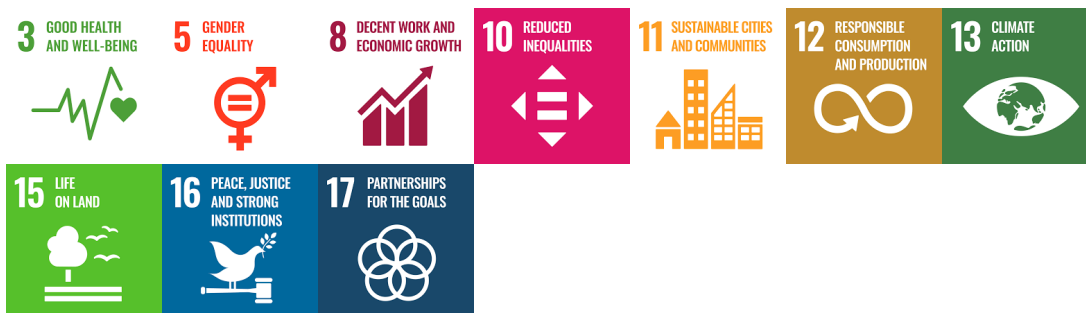 3 GOOD HEALTH
AND WELL-BEING
5 GENDER
EQUALITY
8 DECENT WORK AND
ECONOMIC GROWTH
10 REDUCED
INEQUALITIES
11 SUSTAINABLE CITIES
AND COMMUNITIES
12 RESPONSIBLE
CONSUMPTION
AND PRODUCTION
13 CLIMATE
ACTION
15 LIFE
ON LAND
16 PEACE, JUSTICE
AND STRONG
INSTITUTIONS
17 PARTNERSHIPS
FOR THE GOALS